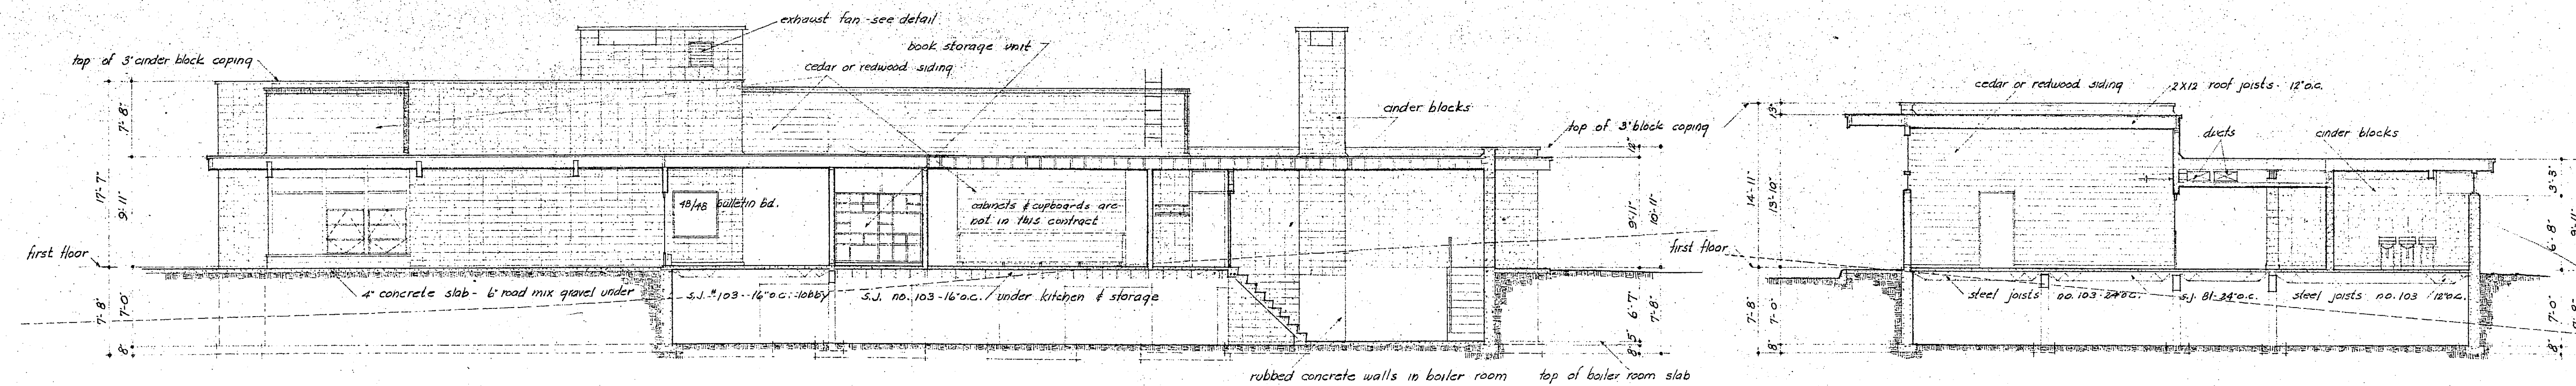 exhaust fan - see detail
top of 3" cinder block coping
book storage unit
cedar or redwood siding
cinder blocks
top of 3" block coping
7'-8"
17'-7"
9'-11"
first floor
7'-8"
7'-0"
8"
48/48 bulletin bd.
cabinets & cupboards are
not in this contract
4" concrete slab - 6" road mix gravel under
s.j. #103 - 16" o.c. lobby
s.j. no. 103 - 16" o.c. / under kitchen & storage
rubbed concrete walls in boiler room
top of boiler room slab
12"
9'-11"
10'-11"
6'-7"
7'-8"
5"
8"
cedar or redwood siding
2x12 roof joists - 12" o.c.
ducts
cinder blocks
13"
14'-11"
13'-10"
first floor
7'-8"
7'-0"
8"
steel joists no. 103 - 24" o.c.
s.j. 81 - 24" o.c.
steel joists no. 103 / 12" o.c.
3'-3"
6'-8"
9'-11"
7'-0"
8"